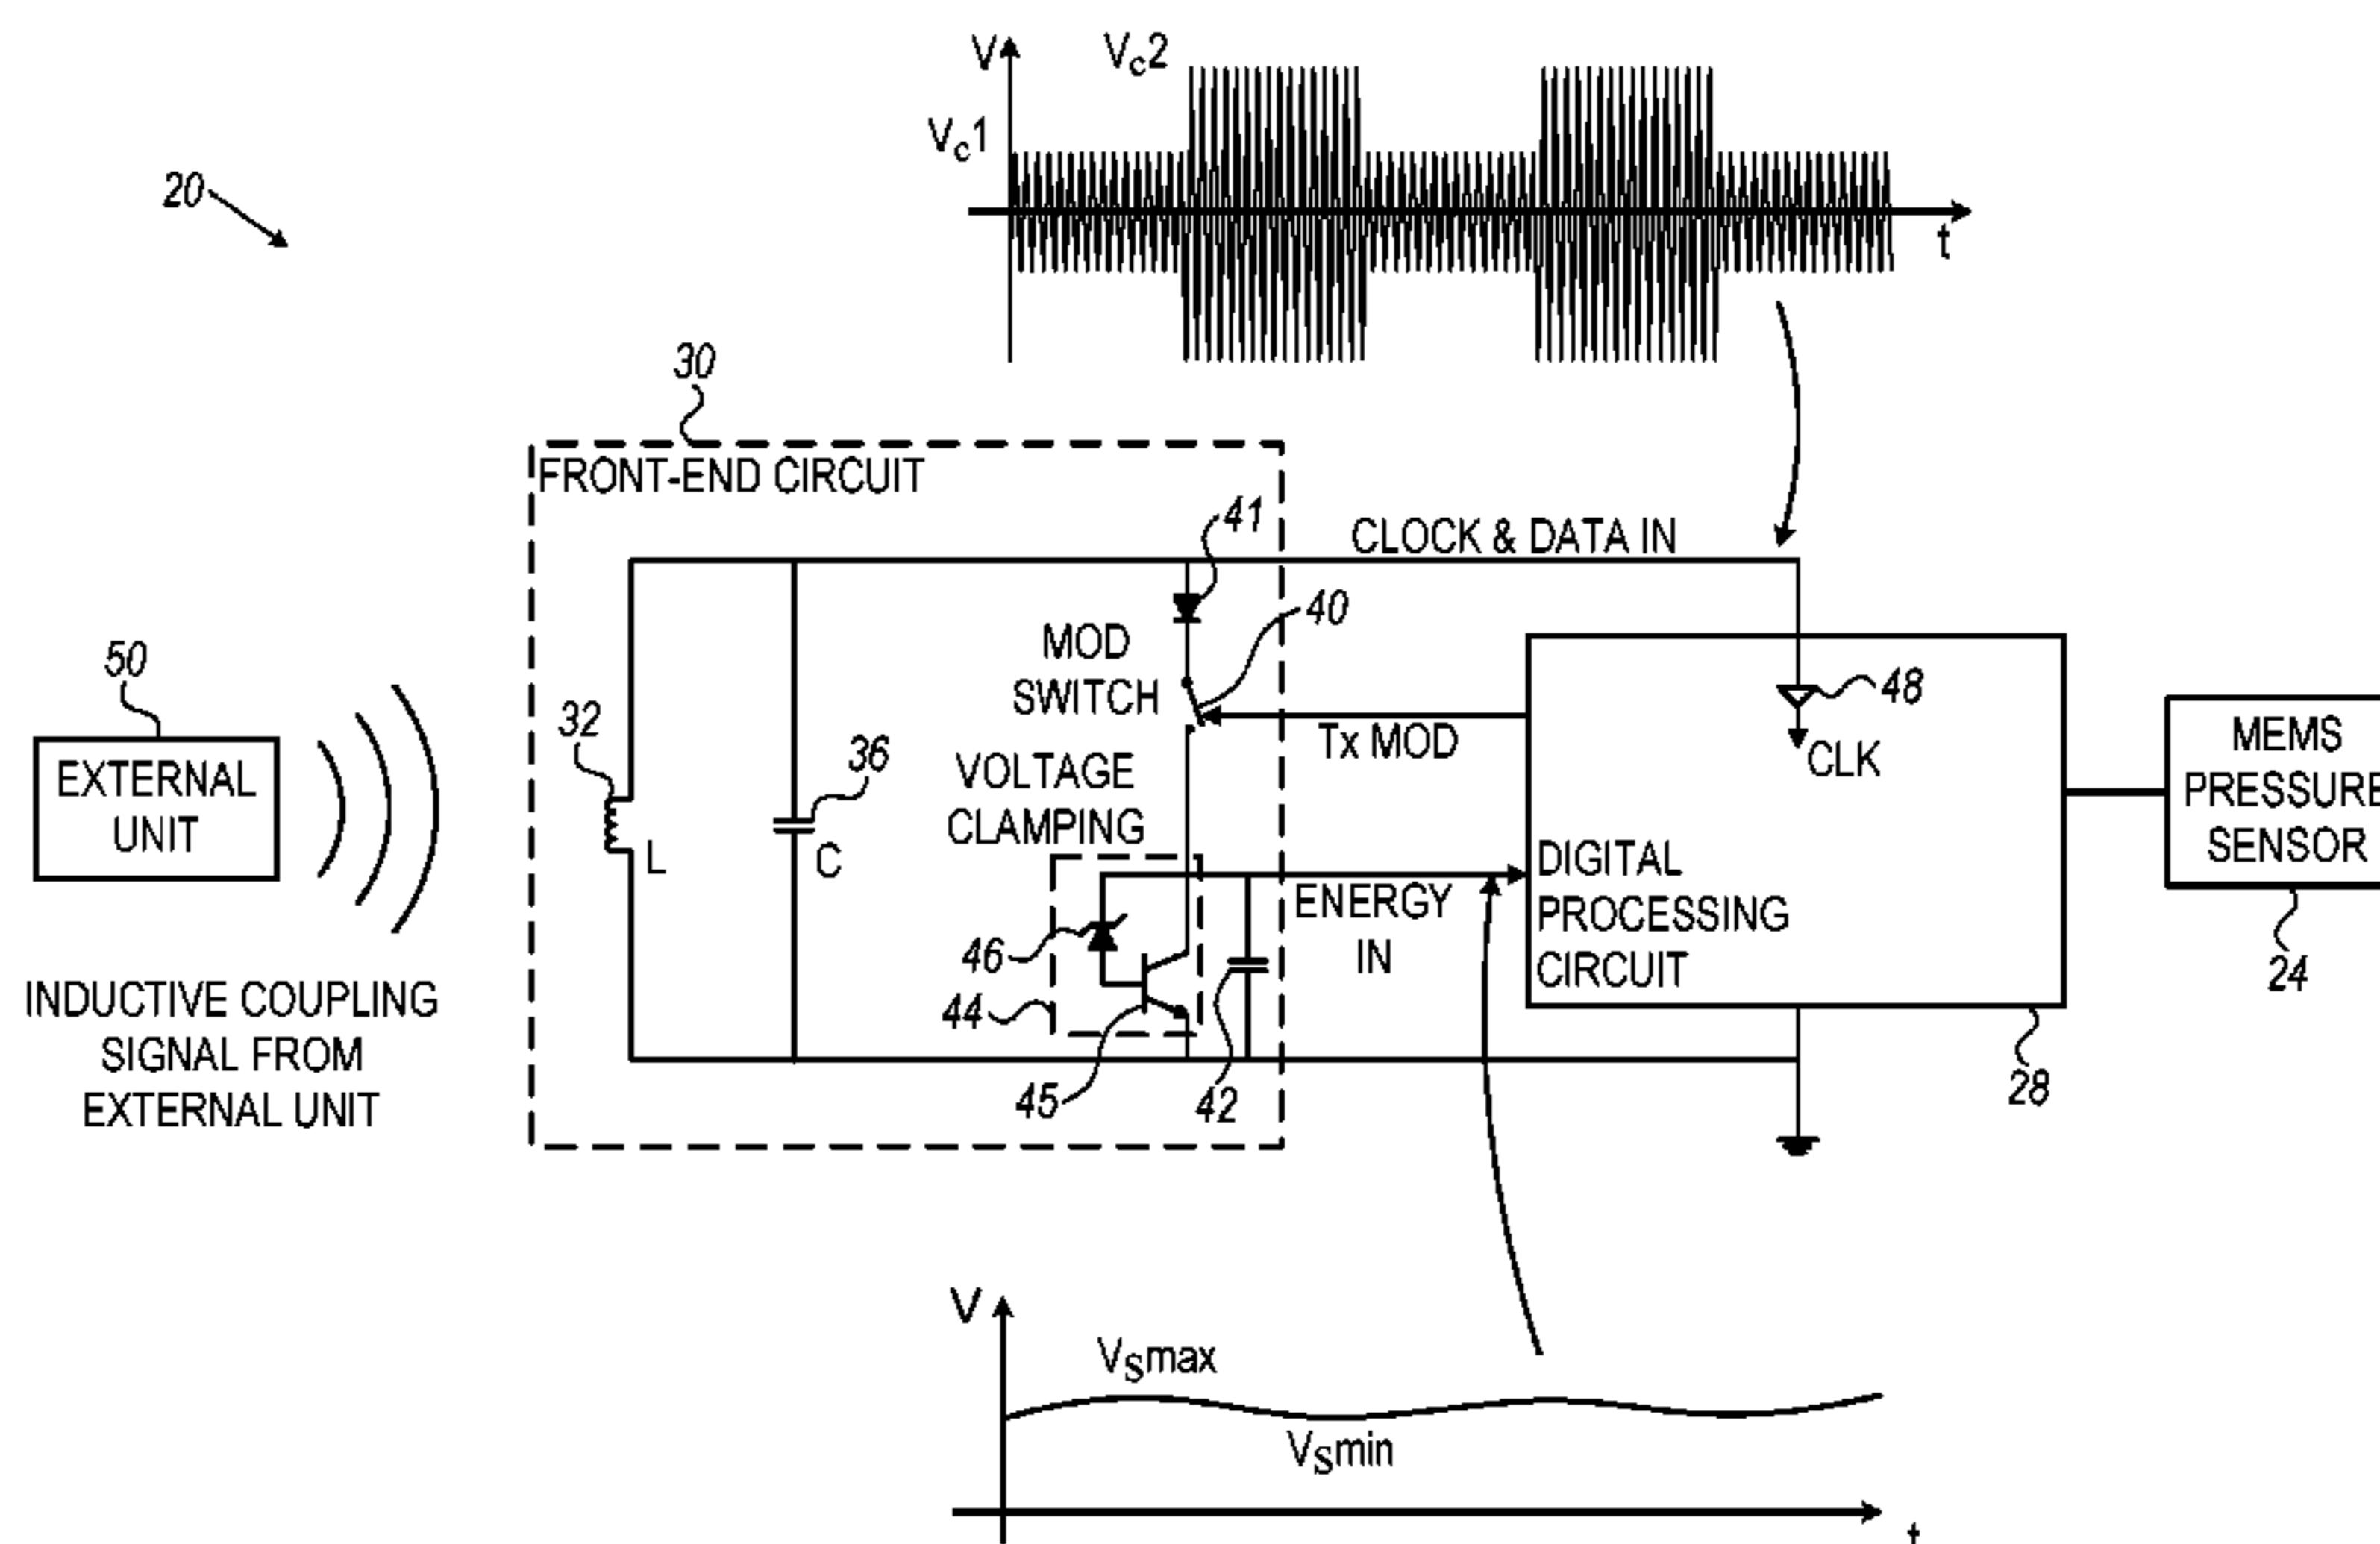 V
Vc2
Vc1
t
20
30
FRONT-END CIRCUIT
41
CLOCK & DATA IN
40
MOD
SWITCH
50
EXTERNAL
UNIT
32
L
36
C
Tx MOD
48
CLK
MEMS
PRESSURE
SENSOR
24
VOLTAGE
CLAMPING
46
44
45
42
ENERGY
IN
DIGITAL
PROCESSING
CIRCUIT
28
INDUCTIVE COUPLING
SIGNAL FROM
EXTERNAL UNIT
V
VSmax
VSmin
t